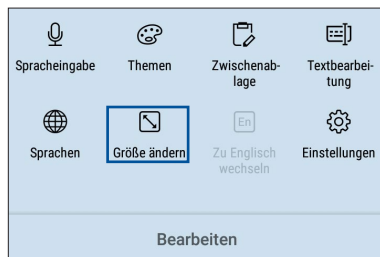 Spracheingabe
Themen
Zwischenab-
lage
Textbearbei-
tung
Sprachen
Größe ändern
En
Zu Englisch
wechseln
Einstellungen
Bearbeiten